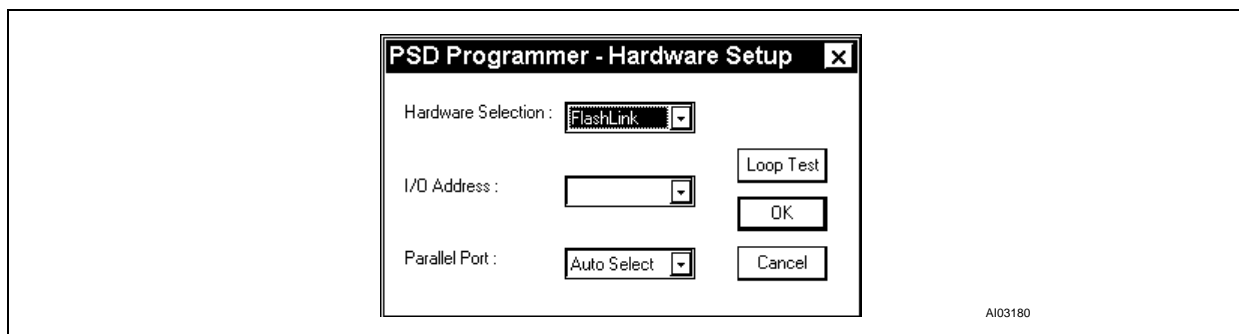 PSD Programmer - Hardware Setup
Hardware Selection : FlashLink
Loop Test
I/O Address :
OK
Parallel Port : Auto Select Cancel
AI03180